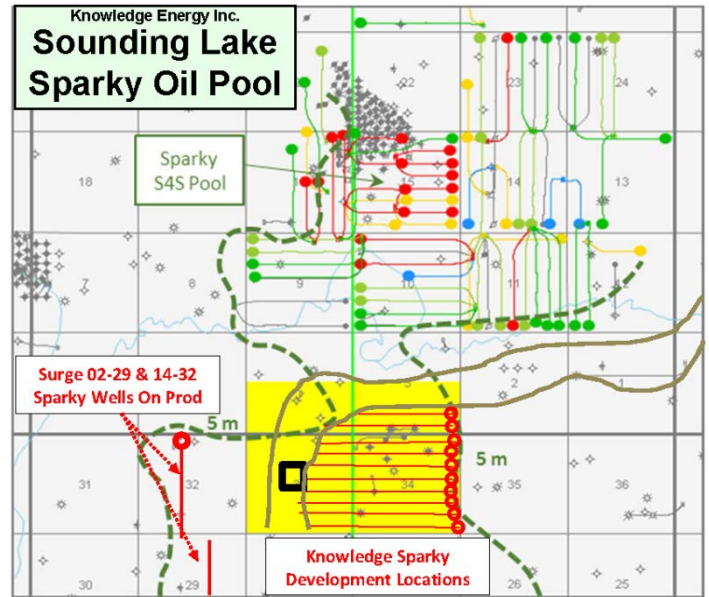 Knowledge Energy Inc.
Sounding Lake
Sparky Oil Pool
22
23
24
Sparky
S4S Pool
18
15
14
13
7
8
9
10
11
12
Surge 02-29 & 14-32
Sparky Wells On Prod
3
2
1
5 m
5 m
31
32
34
35
36
Knowledge Sparky
Development Locations
30
29
26
25